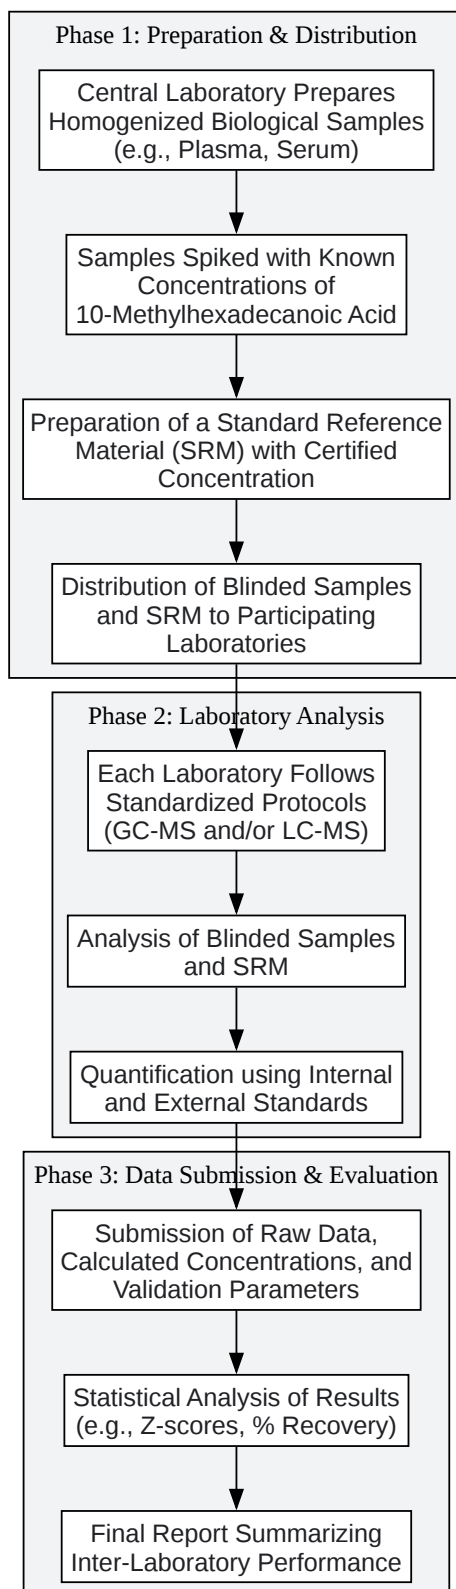 Phase 1: Preparation & Distribution
Central Laboratory Prepares
Homogenized Biological Samples
(e.g., Plasma, Serum)
Samples Spiked with Known
Concentrations of
10-Methylhexadecanoic Acid
Preparation of a Standard Reference
Material (SRM) with Certified
Concentration
Distribution of Blinded Samples
and SRM to Participating
Laboratories
Phase 2: Laboratory Analysis
Each Laboratory Follows
Standardized Protocols
(GC-MS and/or LC-MS)
Analysis of Blinded Samples
and SRM
Quantification using Internal
and External Standards
Phase 3: Data Submission & Evaluation
Submission of Raw Data,
Calculated Concentrations, and
Validation Parameters
Statistical Analysis of Results
(e.g., Z-scores, % Recovery)
Final Report Summarizing
Inter-Laboratory Performance